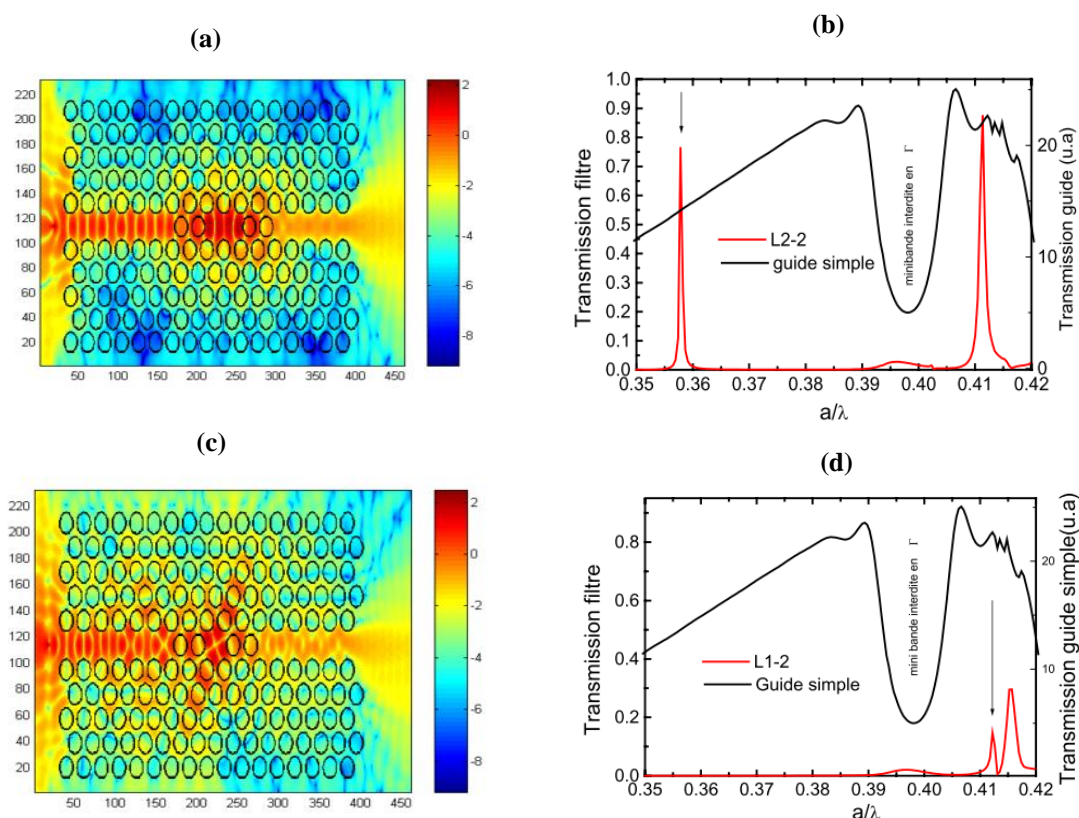 (a)
220
200
180
160
140
120
100
80
60
40
20
50 100 150 200 250 300 350 400 450
2
0
-2
-4
-6
-8
(b)
Transmission filtre
1.0
0.9
0.8
0.7
0.6
0.5
0.4
0.3
0.2
0.1
0.0
0.35 0.36 0.37 0.38 0.39 0.40 0.41 0.42
a/λ
L2-2
guide simple
minibande interdite en Γ
20
10
0
Transmission guide (u.a)
(c)
220
200
180
160
140
120
100
80
60
40
20
50 100 150 200 250 300 350 400 450
2
0
-2
-4
-6
-8
(d)
Transmission filtre
0.8
0.6
0.4
0.2
0.0
0.35 0.36 0.37 0.38 0.39 0.40 0.41 0.42
a/λ
L1-2
Guide simple
mini bande interdite en Γ
20
10
Transmission guide simple(u.a)